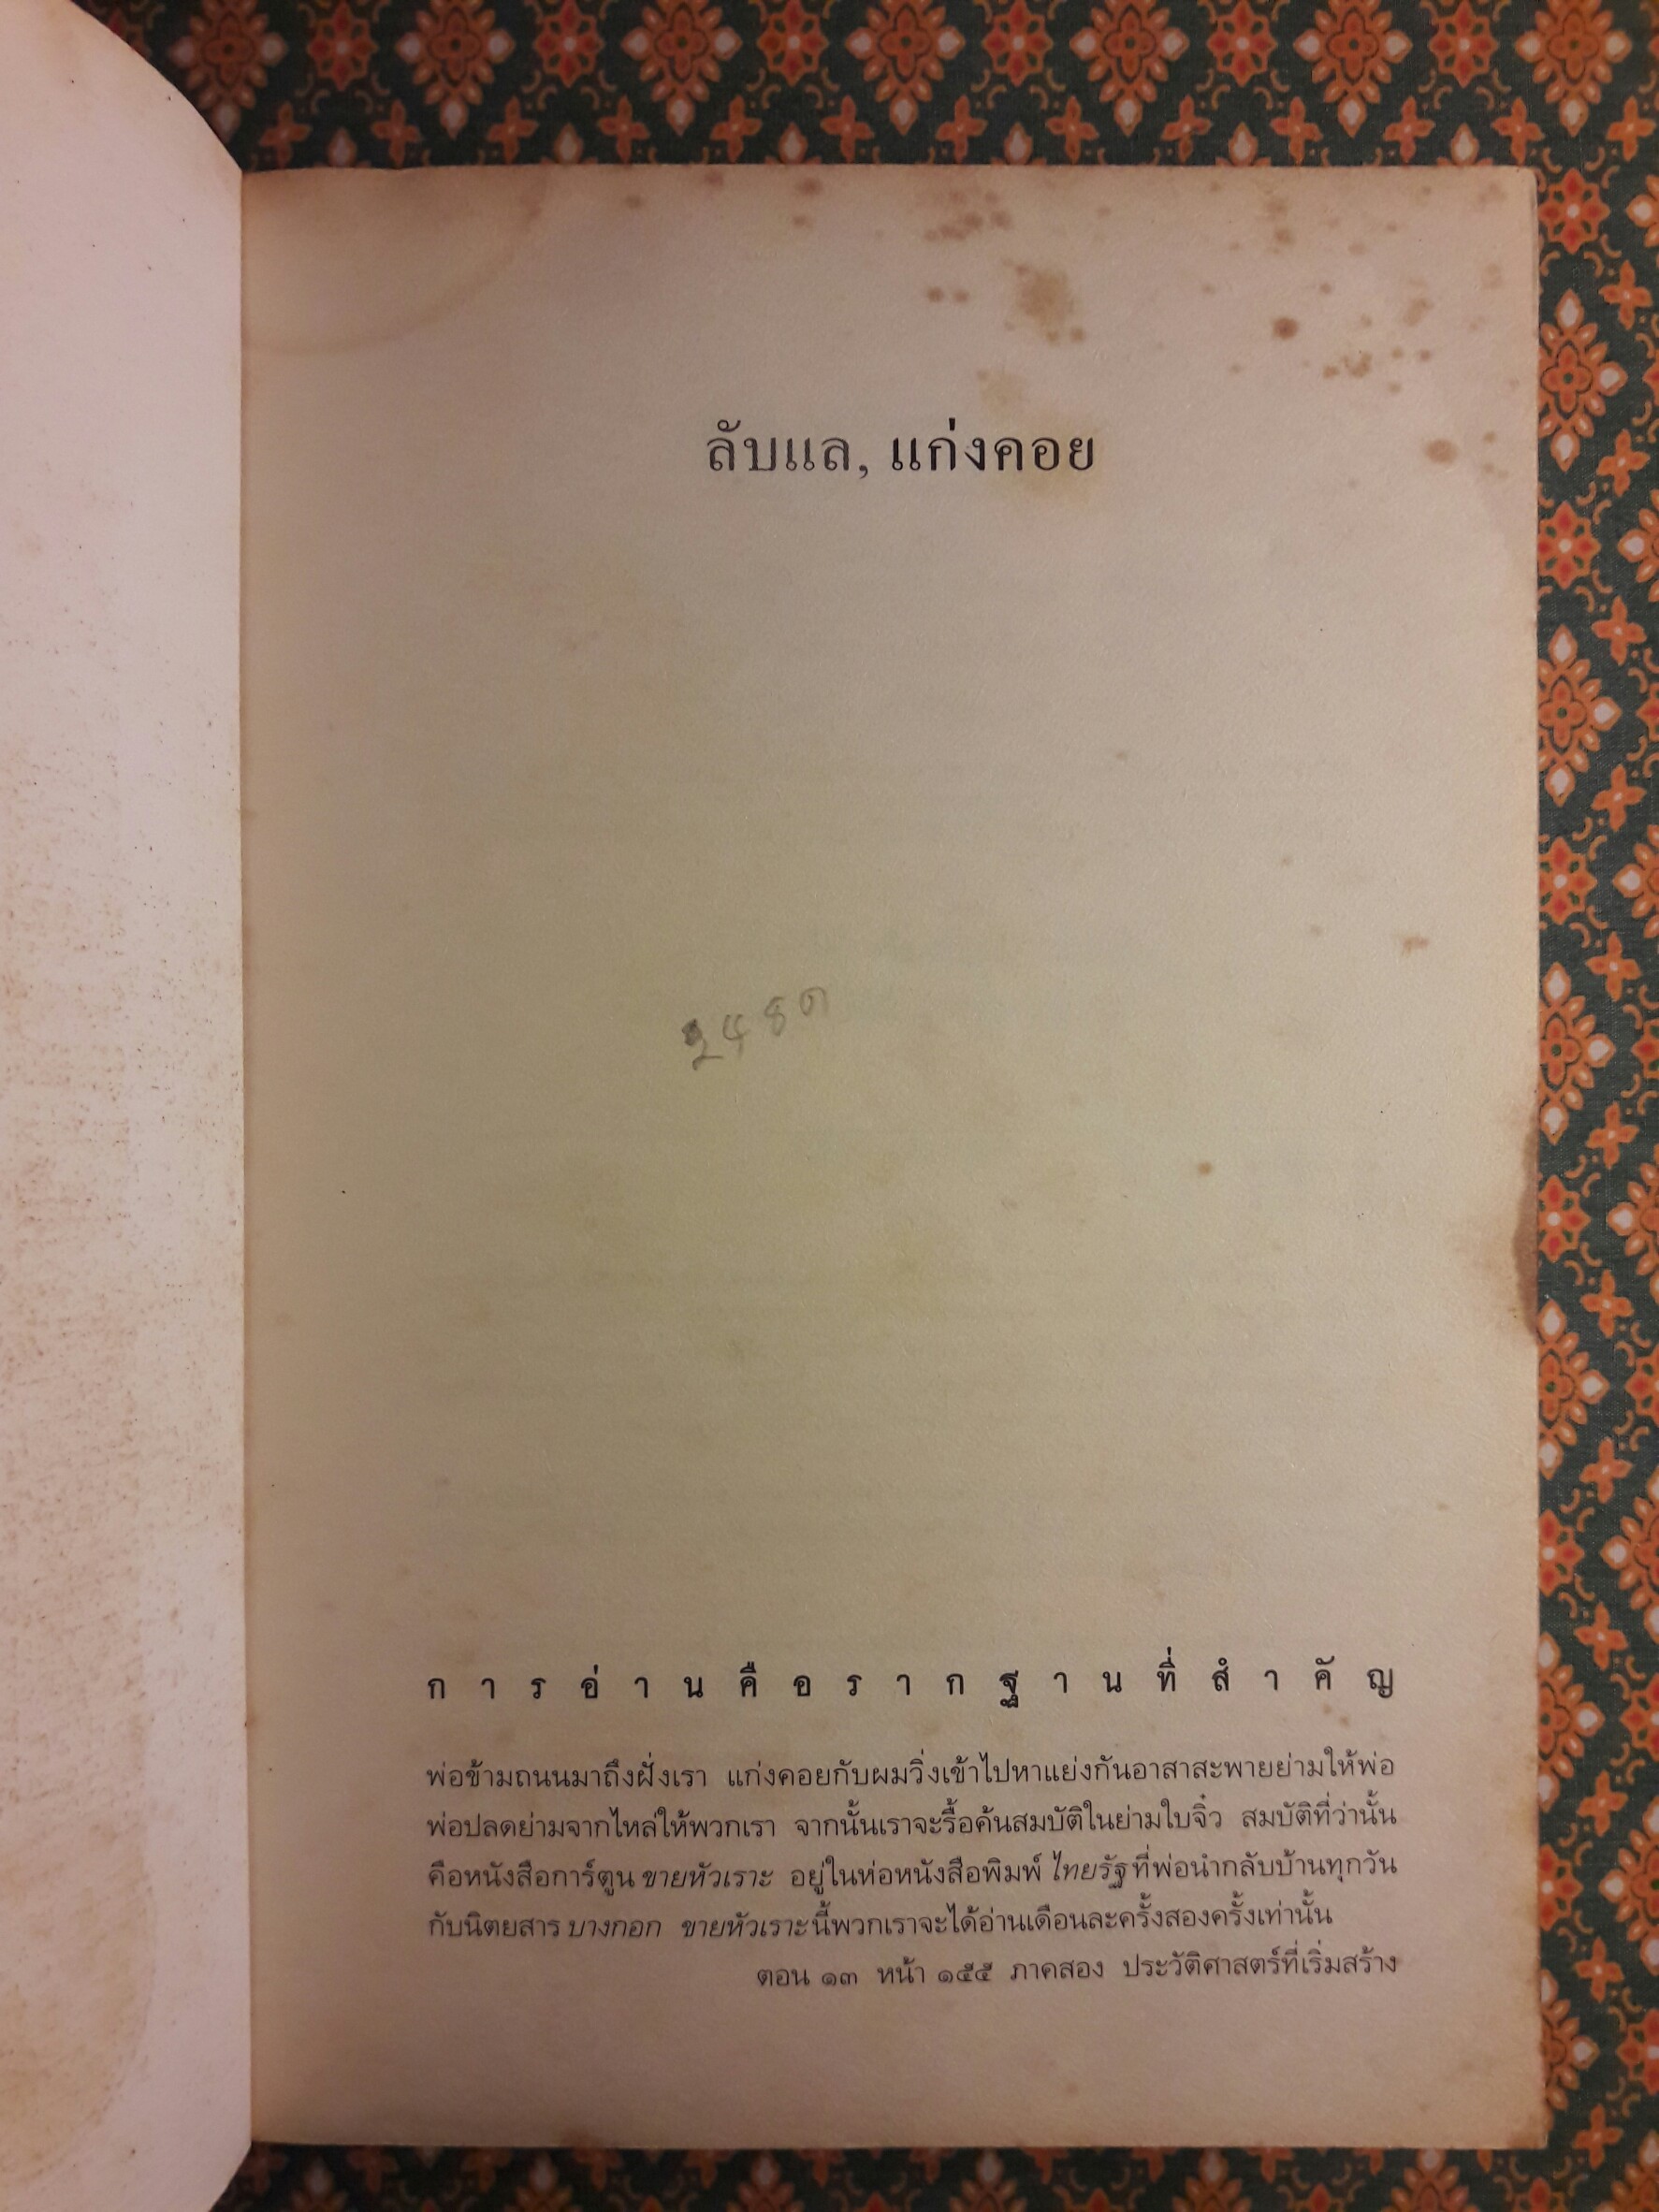 ลับแล, แก่งคอย
การอ่านคือรากฐานที่สำคัญ
พ่อข้ามถนนมาถึงฝั่งเรา แก่งคอยกับผมวิ่งเข้าไปหาแย่งกันอาสาสะพายย่ามให้พ่อ
พ่อปลดย่ามจากไหล่ให้พวกเรา จากนั้นเราจะรื้อค้นสมบัติในย่ามใบจิ๋ว สมบัติที่ว่านั้น
คือหนังสือการ์ตูน ขายหัวเราะ อยู่ในห่อหนังสือพิมพ์ ไทยรัฐ ที่พ่อนำกลับบ้านทุกวัน
กับนิตยสาร บางกอก ขายหัวเราะ นี้พวกเราจะได้อ่านเดือนละครั้งสองครั้งเท่านั้น
ตอน ๑๓ หน้า ๑๕๕ ภาคสอง ประวัติศาสตร์ที่เริ่มสร้าง